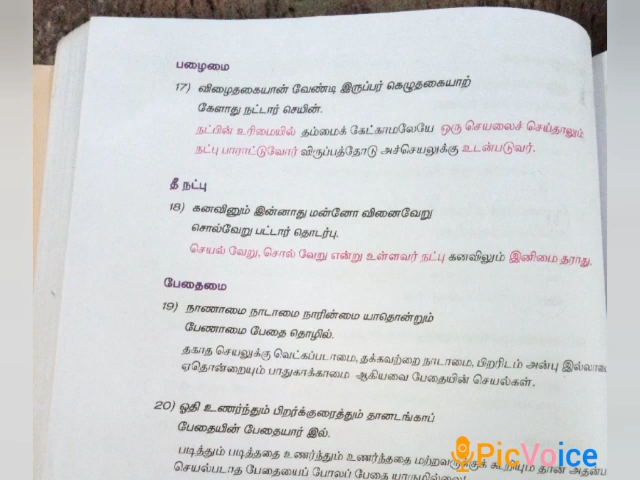 பழைமை
17) விழைதகையான் வேண்டி இருப்பர் கெழுதகையாற்
கேளாது நட்டார் செயின்.
நட்பின் உரிமையில் தம்மைக் கேட்காமலேயே ஒரு செயலைச் செய்தாலும்
நட்பு பாராட்டுவோர் விருப்பத்தோடு அச்செயலுக்கு உடன்படுவர்.
தீ நட்பு
18) கனவினும் இன்னாது மன்னோ வினைவேறு
சொல்வேறு பட்டார் தொடர்பு.
செயல் வேறு, சொல் வேறு என்று உள்ளவர் நட்பு கனவிலும் இனிமை தராது.
பேதைமை
19) நாணாமை நாடாமை நாரின்மை யாதொன்றும்
பேணாமை பேதை தொழில்.
தகாத செயலுக்கு வெட்கப்படாமை, தக்கவற்றை நாடாமை, பிறரிடம் அன்பு
ஏதொன்றையும் பாதுகாக்காமை ஆகியவை பேதையின் செயல்கள்.
20) ஓதி உணர்ந்தும் பிறர்க்குரைத்தும் தானடங்காப்
பேதையின் பேதையார் இல்.
படித்தும் படித்ததை உணர்ந்தும் உணர்ந்ததை மற்றவருக்குக் கூறியும் தான்
செயல்படாத பேதையைப் போலப் பேதை யாருமில்லை!
PicVoice